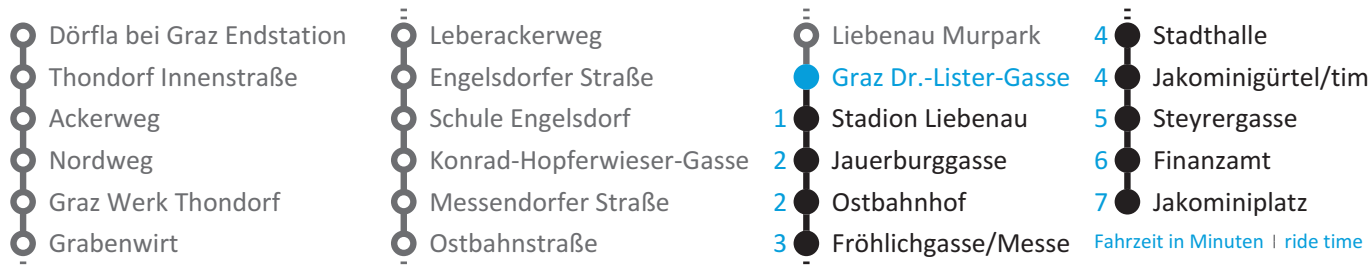 Dörfla bei Graz Endstation
Thondorf Innenstraße
Ackerweg
Nordweg
Graz Werk Thondorf
Grabenwirt
Leberackerweg
Engelsdorfer Straße
Schule Engelsdorf
Konrad-Hopferwieser-Gasse
Messendorfer Straße
Ostbahnstraße
Liebenau Murpark
Graz Dr.-Lister-Gasse
1 Stadion Liebenau
2 Jauerburggasse
2 Ostbahnhof
3 Fröhlichgasse/Messe
4 Stadthalle
4 Jakominigürtel/tim
5 Steyrergasse
6 Finanzamt
7 Jakominiplatz
Fahrzeit in Minuten | ride time